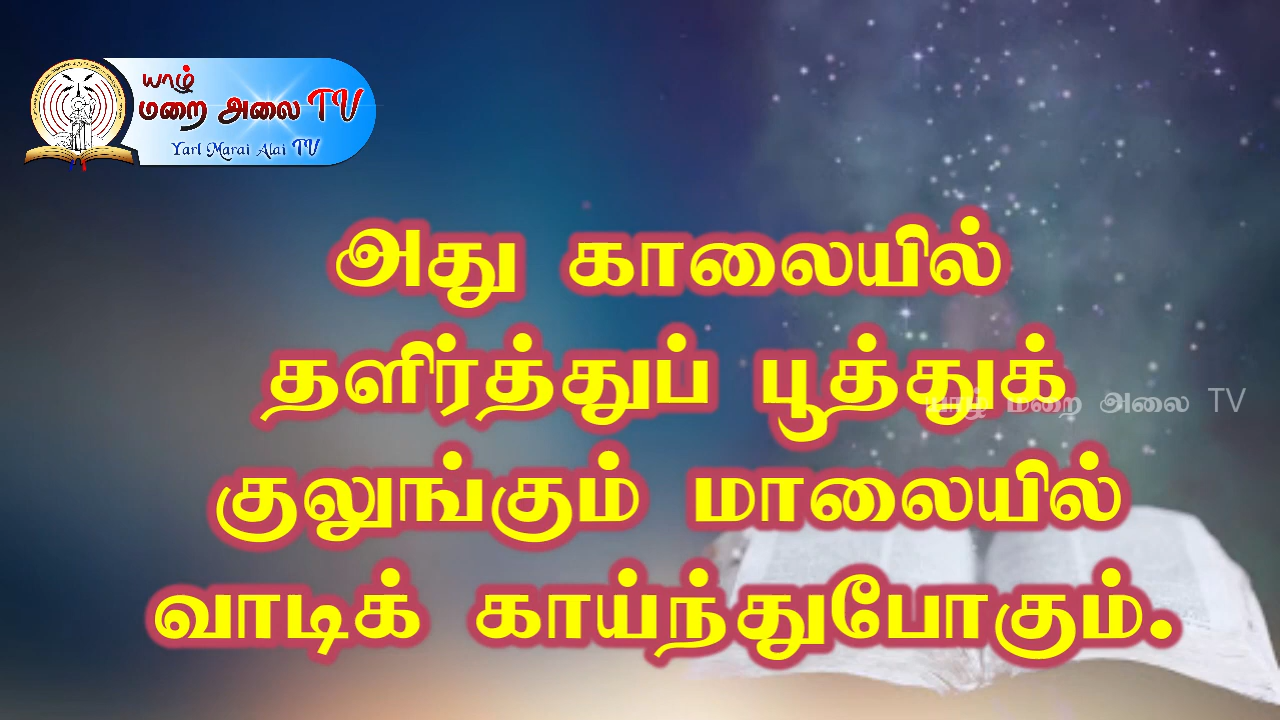 யாழ்
மறை அலை TV
Yarl Marai Alai TV
அது காலையில்
தளிர்த்துப் பூத்துக்
யாழ் மறை அலை TV
குலுங்கும் மாலையில்
வாடிக் காய்ந்துபோகும்.